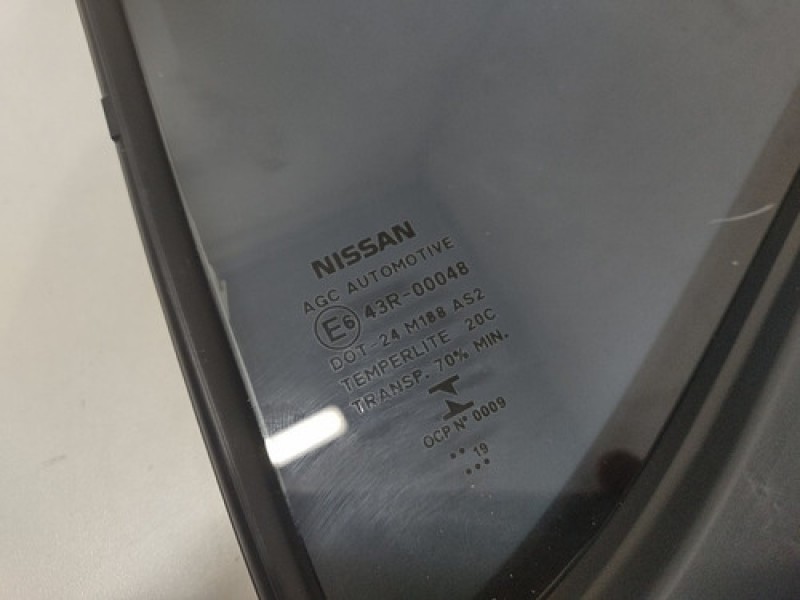 NISSAN
AGC AUTOMOTIVE
E6 43R-00048
DOT-24 M188 AS2
TEMPERLITE 20C
TRANSP. 70% MIN.
OCP Nº 0009
•• 19
•••